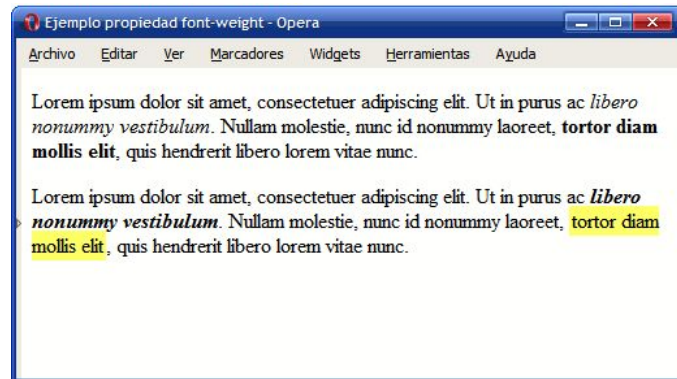 Ejemplo propiedad font-weight - Opera
Archivo Editar Ver Marcadores Widgets Herramientas Ayuda
Lorem ipsum dolor sit amet, consectetuer adipiscing elit. Ut in purus ac libero
nonummy vestibulum. Nullam molestie, nunc id nonummy laoreet, tortor diam
mollis elit, quis hendrerit libero lorem vitae nunc.
Lorem ipsum dolor sit amet, consectetuer adipiscing elit. Ut in purus ac libero
nonummy vestibulum. Nullam molestie, nunc id nonummy laoreet, tortor diam
mollis elit, quis hendrerit libero lorem vitae nunc.